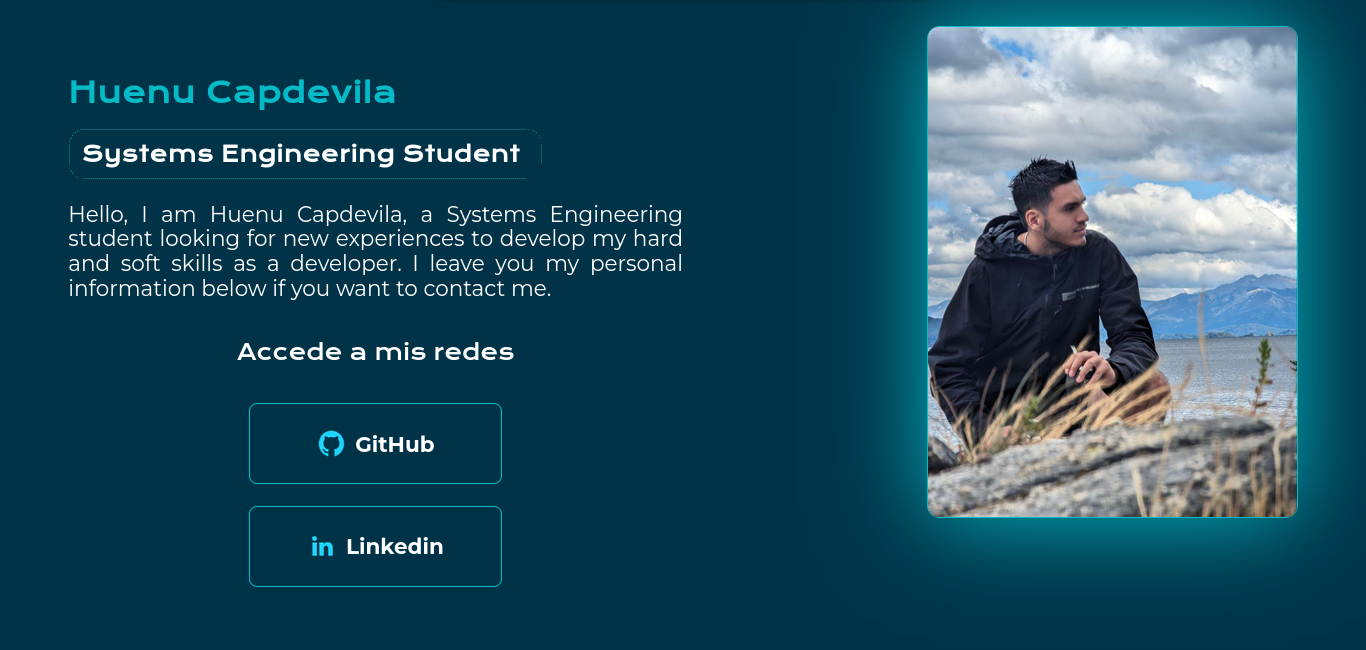 Huenu Capdevila
Systems Engineering Student
Hello, I am Huenu Capdevila, a Systems Engineering
student looking for new experiences to develop my hard
and soft skills as a developer. I leave you my personal
information below if you want to contact me.
Accede a mis redes
GitHub
Linkedin